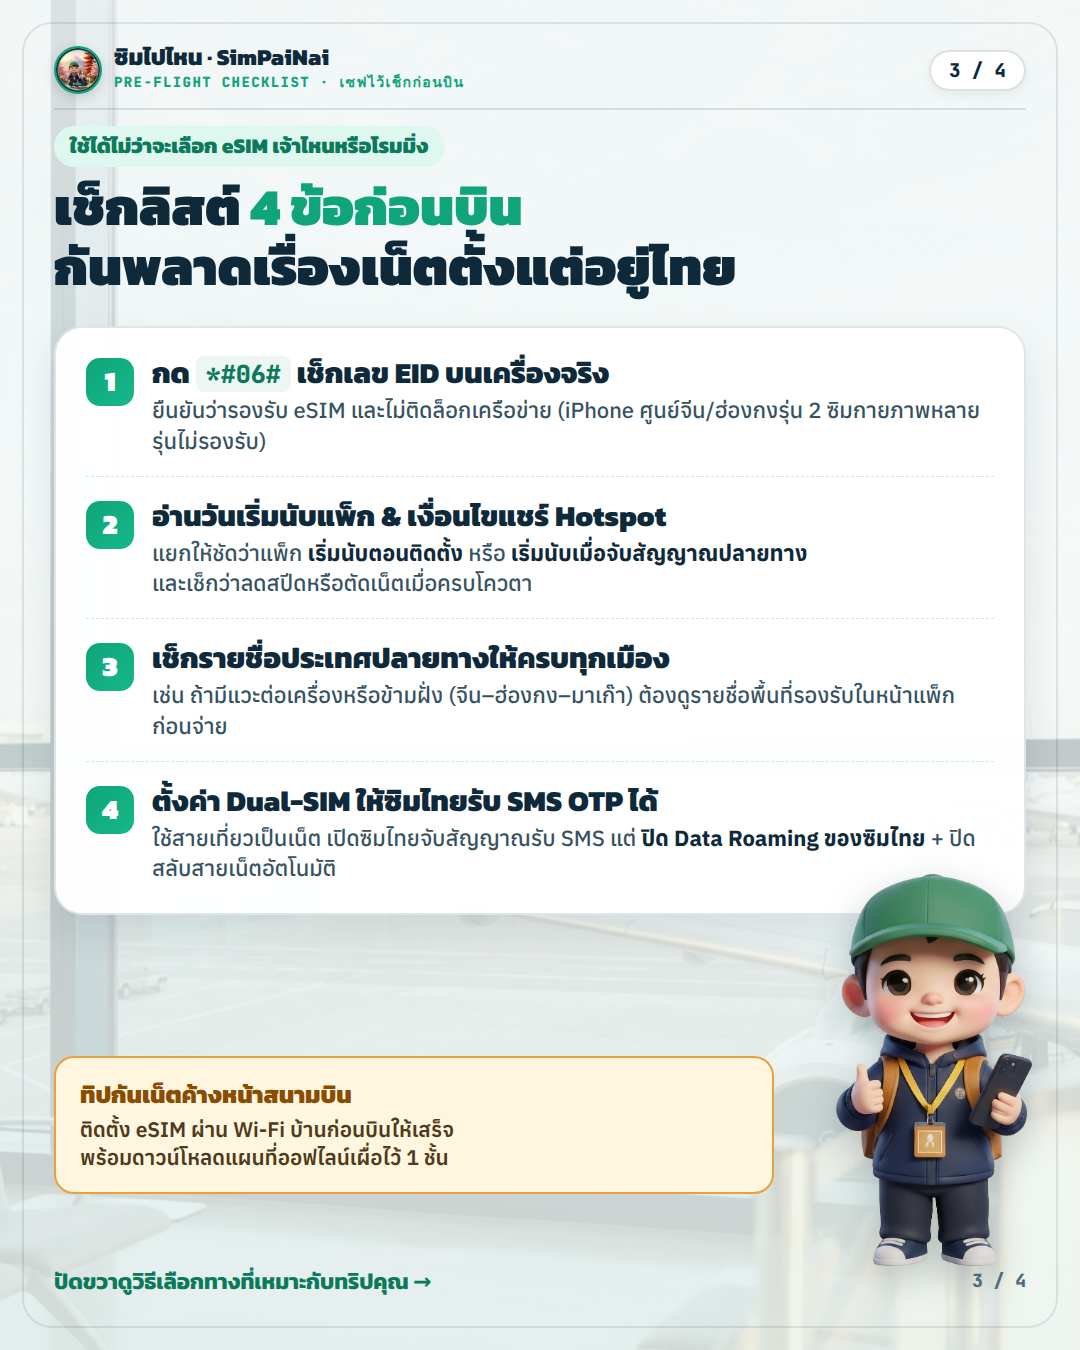 ซิมไปไหน · SimPaiNai
PRE-FLIGHT CHECKLIST · เซฟไว้เช็กก่อนบิน
3 / 4
ใช้ได้ไม่ว่าจะเลือก eSIM เจ้าไหนหรือโรมมิ่ง
เช็กลิสต์ 4 ข้อก่อนบิน
กันพลาดเรื่องเน็ตตั้งแต่อยู่ไทย
1
กด *#06# เช็กเลข EID บนเครื่องจริง
ยืนยันว่ารองรับ eSIM และไม่ติดล็อกเครือข่าย (iPhone ศูนย์จีน/ฮ่องกงรุ่น 2 ซิมกายภาพหลาย
รุ่นไม่รองรับ)
2
อ่านวันเริ่มนับแพ็ก & เงื่อนไขแชร์ Hotspot
แยกให้ชัดว่าแพ็ก เริ่มนับตอนติดตั้ง หรือ เริ่มนับเมื่อจับสัญญาณปลายทาง
และเช็กว่าลดสปีดหรือตัดเน็ตเมื่อครบโควตา
3
เช็กรายชื่อประเทศปลายทางให้ครบทุกเมือง
เช่น ถ้ามีแวะต่อเครื่องหรือข้ามฝั่ง (จีน–ฮ่องกง–มาเก๊า) ต้องดูรายชื่อพื้นที่รองรับในหน้าแพ็ก
ก่อนจ่าย
4
ตั้งค่า Dual-SIM ให้ซิมไทยรับ SMS OTP ได้
ใช้สายเที่ยวเป็นเน็ต เปิดซิมไทยจับสัญญาณรับ SMS แต่ ปิด Data Roaming ของซิมไทย + ปิด
สลับสายเน็ตอัตโนมัติ
ทิปกันเน็ตค้างหน้าสนามบิน
ติดตั้ง eSIM ผ่าน Wi-Fi บ้านก่อนบินให้เสร็จ
พร้อมดาวน์โหลดแผนที่ออฟไลน์เผื่อไว้ 1 ชั้น
ปัดขวาดูวิธีเลือกทางที่เหมาะกับทริปคุณ →
3 / 4